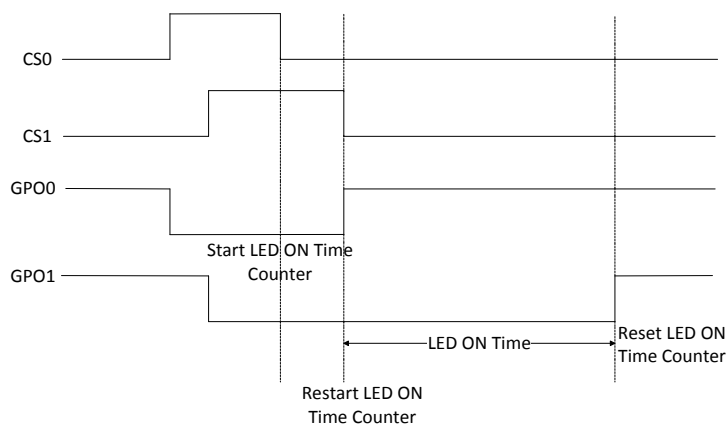 CS0
CS1
GPO0
Start LED ON Time
Counter
GPO1
LED ON Time
Reset LED ON
Time Counter
Restart LED ON
Time Counter